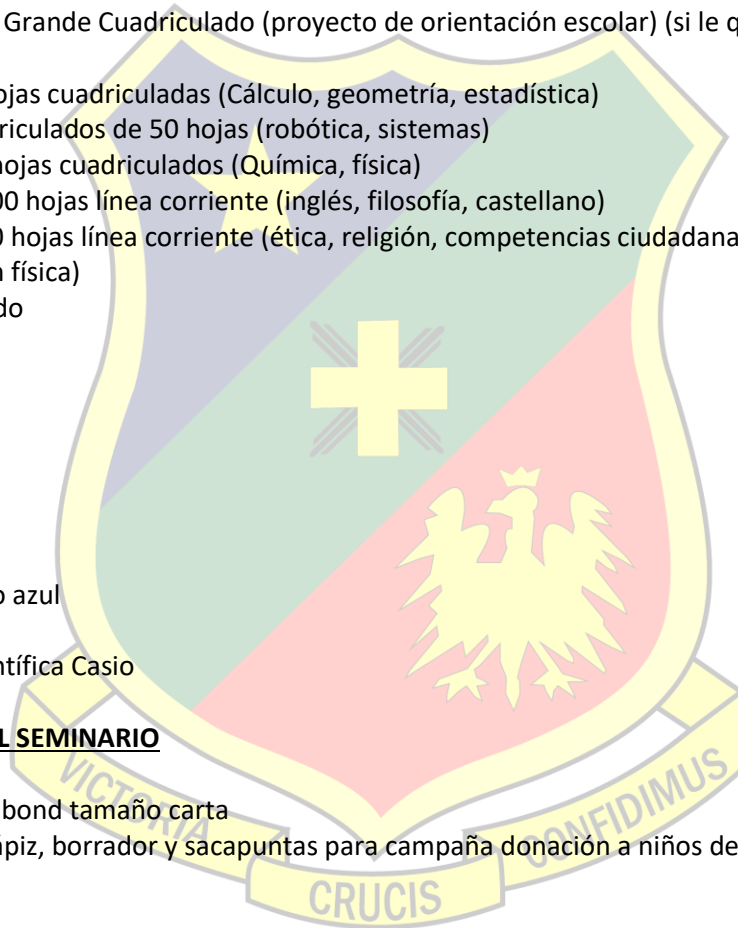 Grande Cuadriculado (proyecto de orientación escolar) (si le q
ojas cuadriculadas (Cálculo, geometría, estadística)
riculados de 50 hojas (robótica, sistemas)
hojas cuadriculados (Química, física)
00 hojas línea corriente (inglés, filosofía, castellano)
0 hojas línea corriente (ética, religión, competencias ciudadana
n física)
do
o azul
ntífica Casio
L SEMINARIO
bond tamaño carta
ápiz, borrador y sacapuntas para campaña donación a niños de
VICTORIA
CRUCIS
CONFIDIMUS